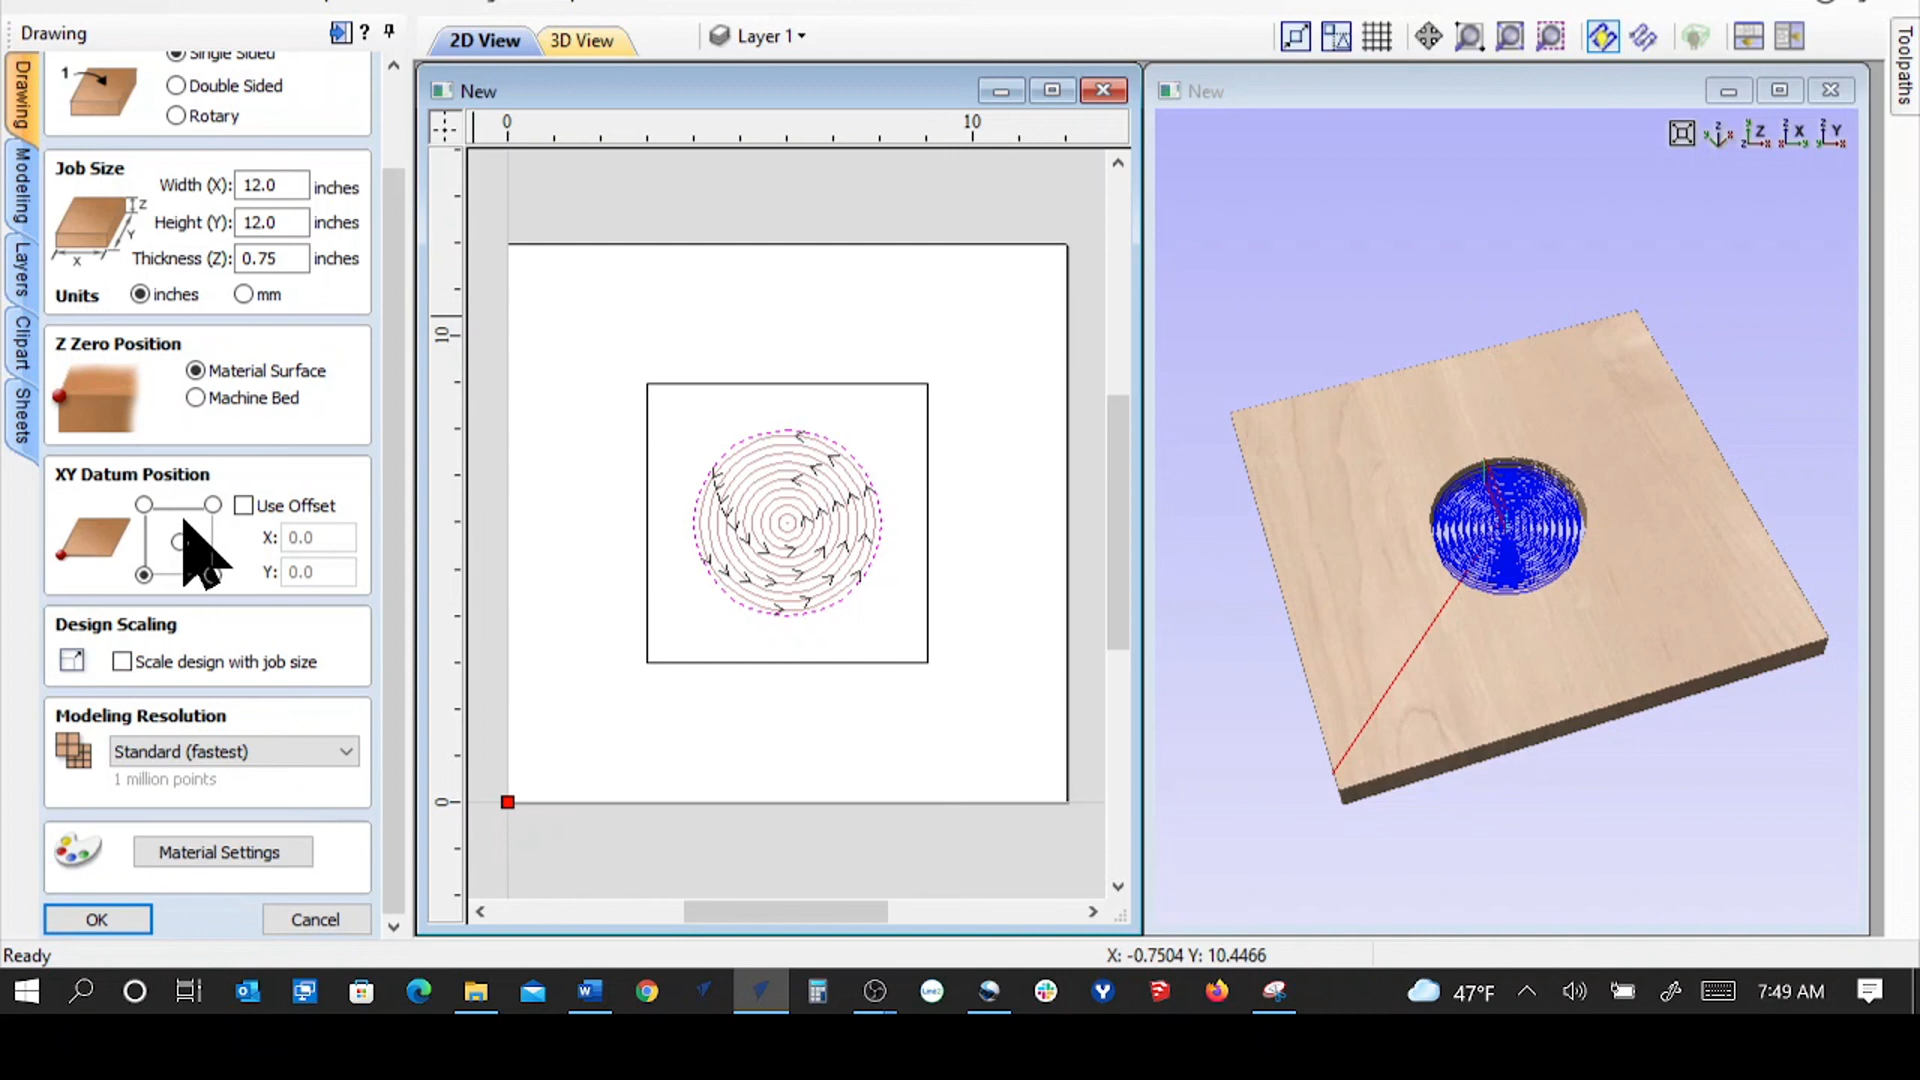 Drawing
?
2D View
3D View
Layer 1
Toolpaths
Drawing
Modeling
Layers
Clipart
Sheets
1
Single Sided
Double Sided
Rotary
Job Size
Width (X): 12.0 inches
Height (Y): 12.0 inches
Thickness (Z): 0.75 inches
Z
Y
X
Units
inches
mm
Z Zero Position
Material Surface
Machine Bed
XY Datum Position
Use Offset
X: 0.0
Y: 0.0
Design Scaling
Scale design with job size
Modeling Resolution
Standard (fastest)
1 million points
Material Settings
OK
Cancel
New
0
10
10
0
New
Ready
X: -0.7504 Y: 10.4466
47°F
7:49 AM